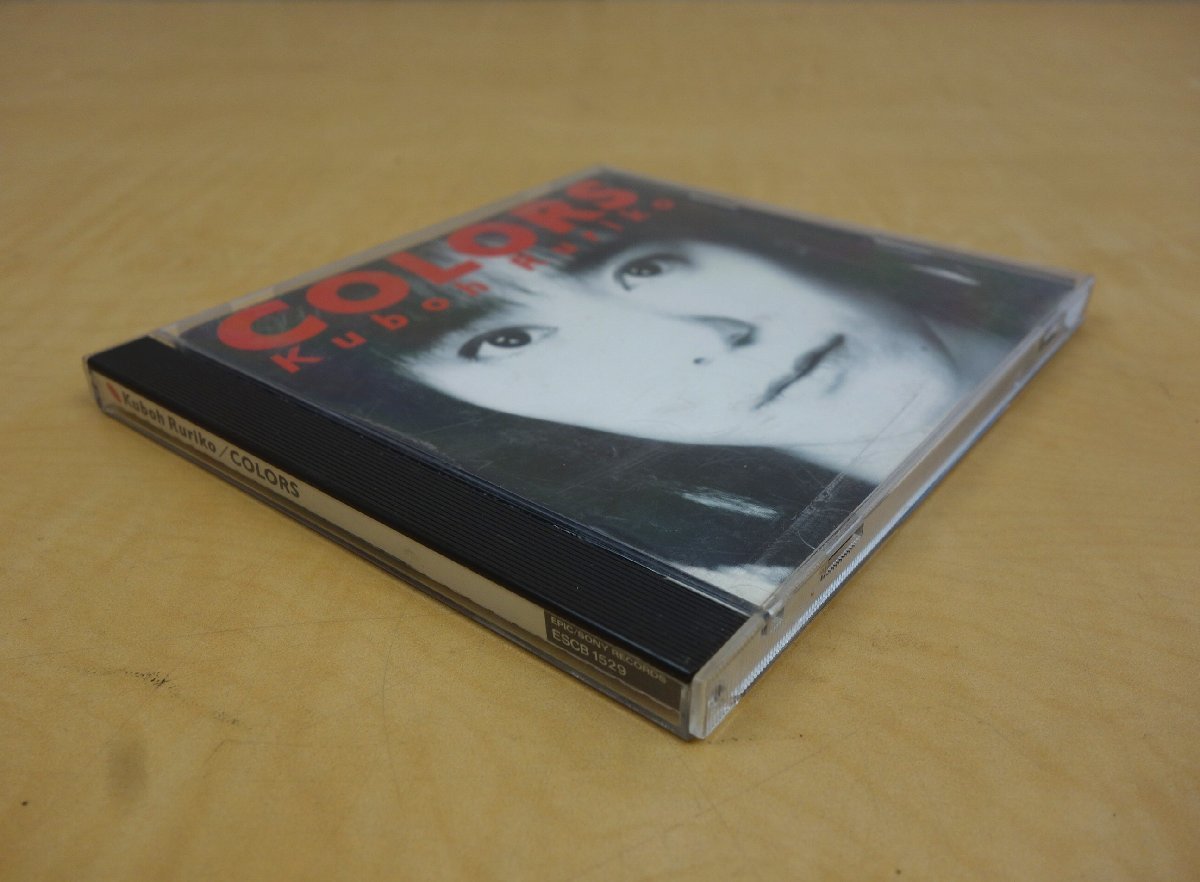 COLORS
Kuboh Ruriko
Kuboh Ruriko/COLORS
EPIC/SONY RECORDS
ESCB 1529